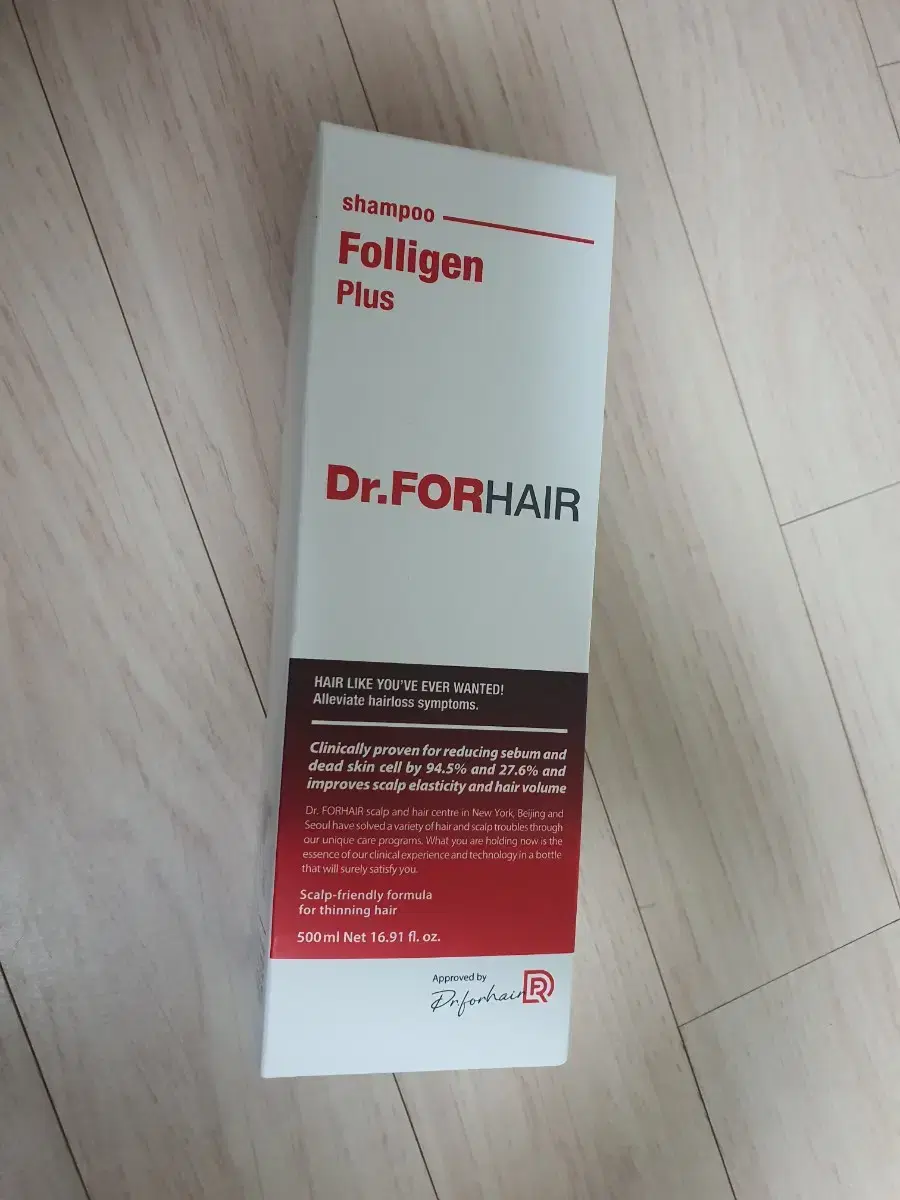 shampoo
Folligen
Plus
Dr.FORHAIR
HAIR LIKE YOU'VE EVER WANTED!
Alleviate hairloss symptoms.
Clinically proven for reducing sebum and
dead skin cell by 94.5% and 27.6% and
improves scalp elasticity and hair volume
Dr. FORHAIR scalp and hair centre in New York, Beijing and
Seoul have solved a variety of hair and scalp troubles through
our unique care programs. What you are holding now is the
essence of our clinical experience and technology in a bottle
that will surely satisfy you.
Scalp-friendly formula
for thinning hair
500ml Net 16.91 fl. oz.
Approved by
Dr.forhair